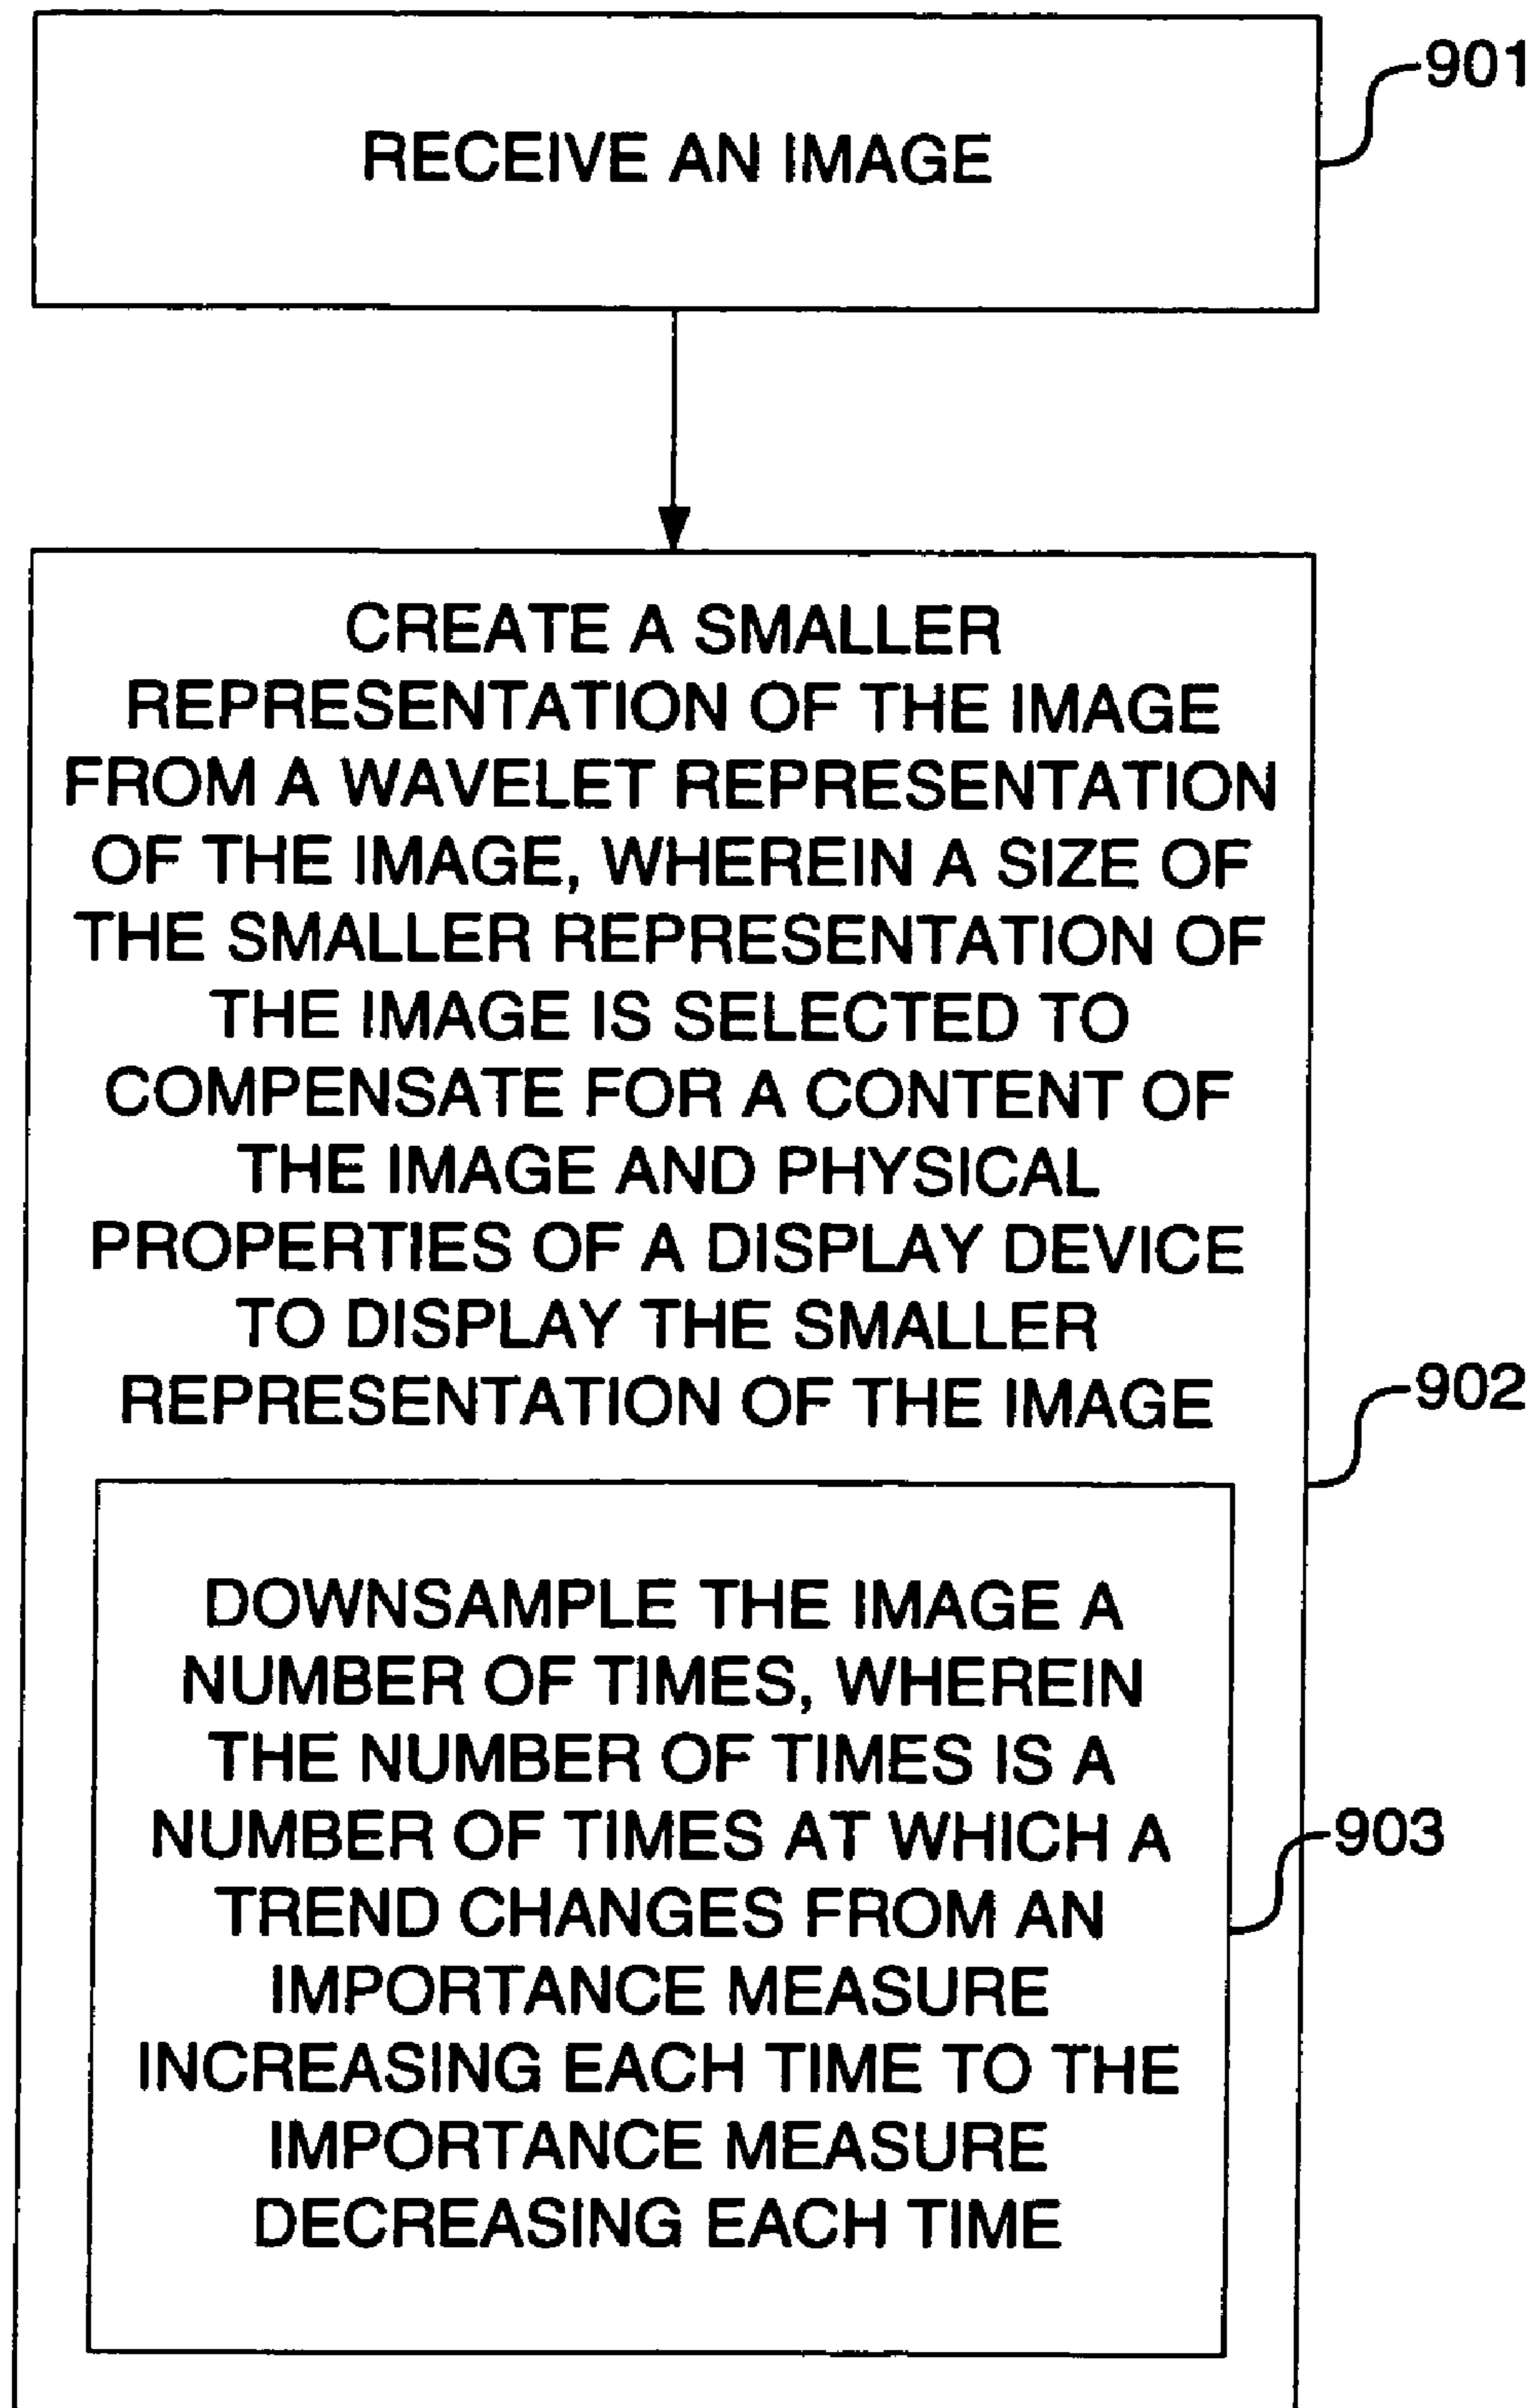 901
RECEIVE AN IMAGE
CREATE A SMALLER
REPRESENTATION OF THE IMAGE
FROM A WAVELET REPRESENTATION
OF THE IMAGE, WHEREIN A SIZE OF
THE SMALLER REPRESENTATION OF
THE IMAGE IS SELECTED TO
COMPENSATE FOR A CONTENT OF
THE IMAGE AND PHYSICAL
PROPERTIES OF A DISPLAY DEVICE
TO DISPLAY THE SMALLER
REPRESENTATION OF THE IMAGE
902
DOWNSAMPLE THE IMAGE A
NUMBER OF TIMES, WHEREIN
THE NUMBER OF TIMES IS A
NUMBER OF TIMES AT WHICH A
903
TREND CHANGES FROM AN
IMPORTANCE MEASURE
INCREASING EACH TIME TO THE
IMPORTANCE MEASURE
DECREASING EACH TIME